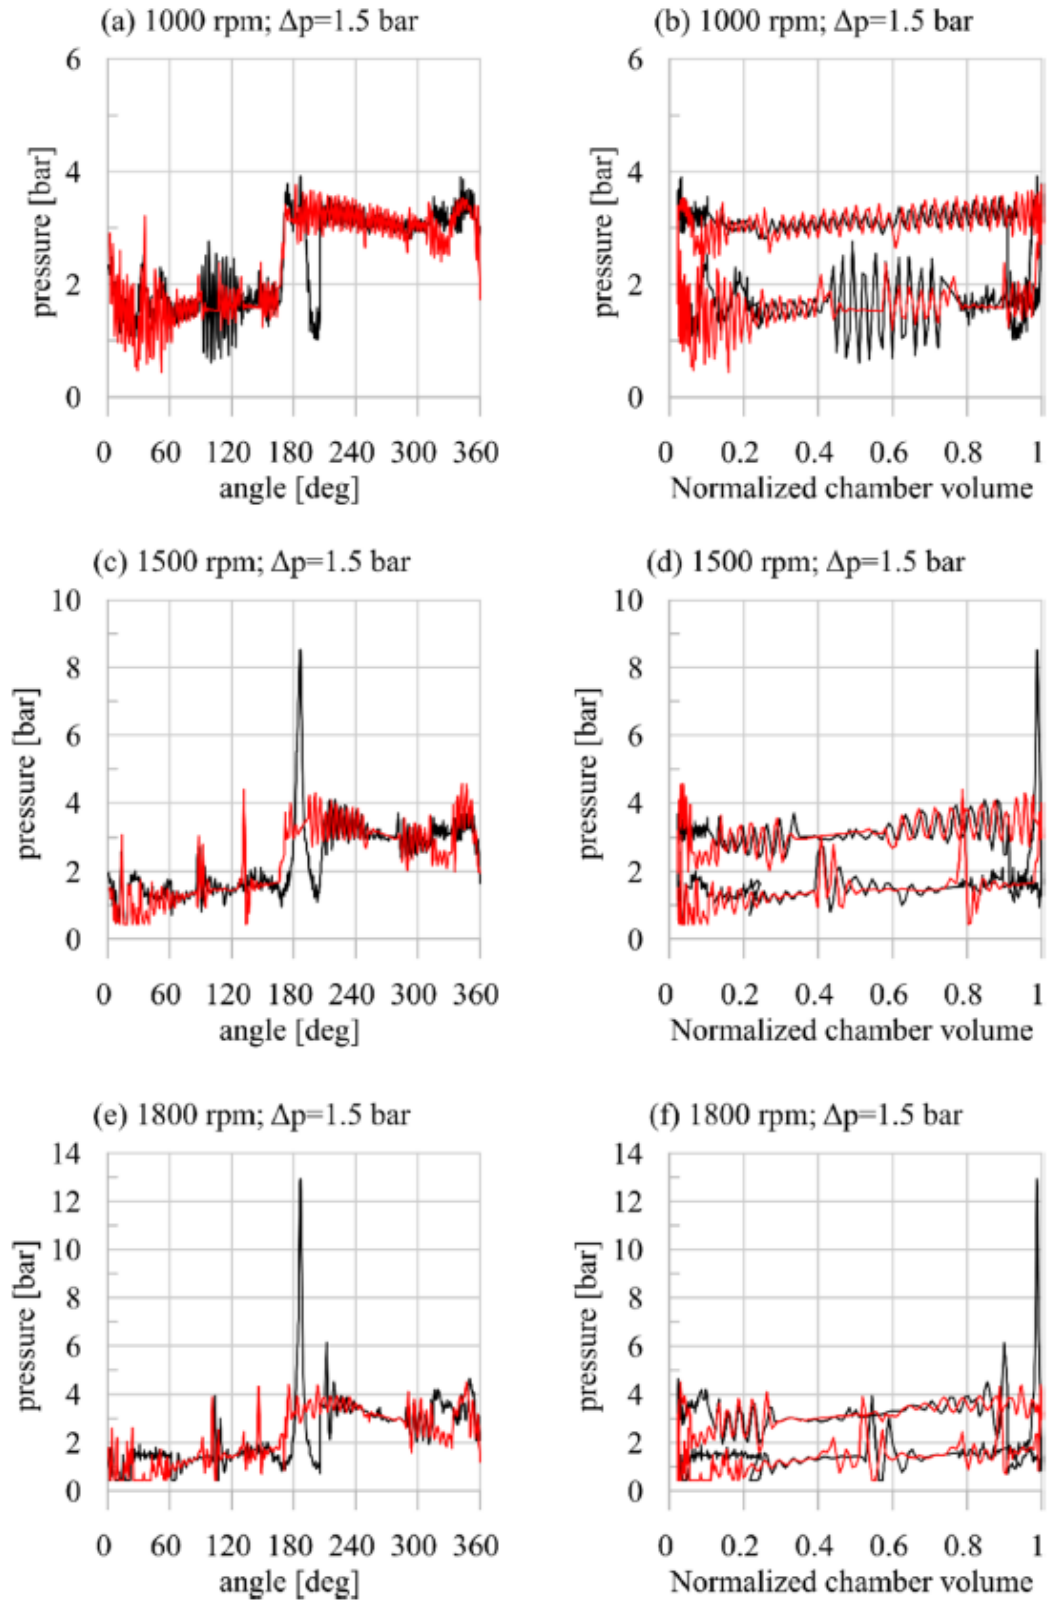 (a) 1000 rpm; Δp=1.5 bar
(b) 1000 rpm; Δp=1.5 bar
6
4
2
0
pressure [bar]
0 60 120 180 240 300 360
angle [deg]
6
4
2
0
pressure [bar]
0 0.2 0.4 0.6 0.8 1
Normalized chamber volume
(c) 1500 rpm; Δp=1.5 bar
(d) 1500 rpm; Δp=1.5 bar
10
8
6
4
2
0
pressure [bar]
0 60 120 180 240 300 360
angle [deg]
10
8
6
4
2
0
pressure [bar]
0 0.2 0.4 0.6 0.8 1
Normalized chamber volume
(e) 1800 rpm; Δp=1.5 bar
(f) 1800 rpm; Δp=1.5 bar
14
12
10
8
6
4
2
0
pressure [bar]
0 60 120 180 240 300 360
angle [deg]
14
12
10
8
6
4
2
0
pressure [bar]
0 0.2 0.4 0.6 0.8 1
Normalized chamber volume